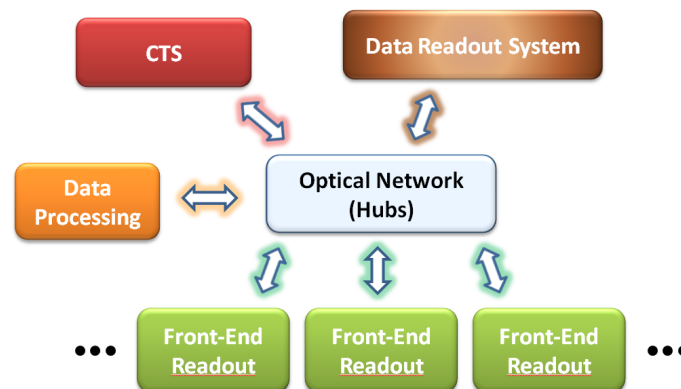 CTS
Data Readout System
Data
Processing
Optical Network
(Hubs)
Front-End
Readout
Front-End
Readout
Front-End
Readout